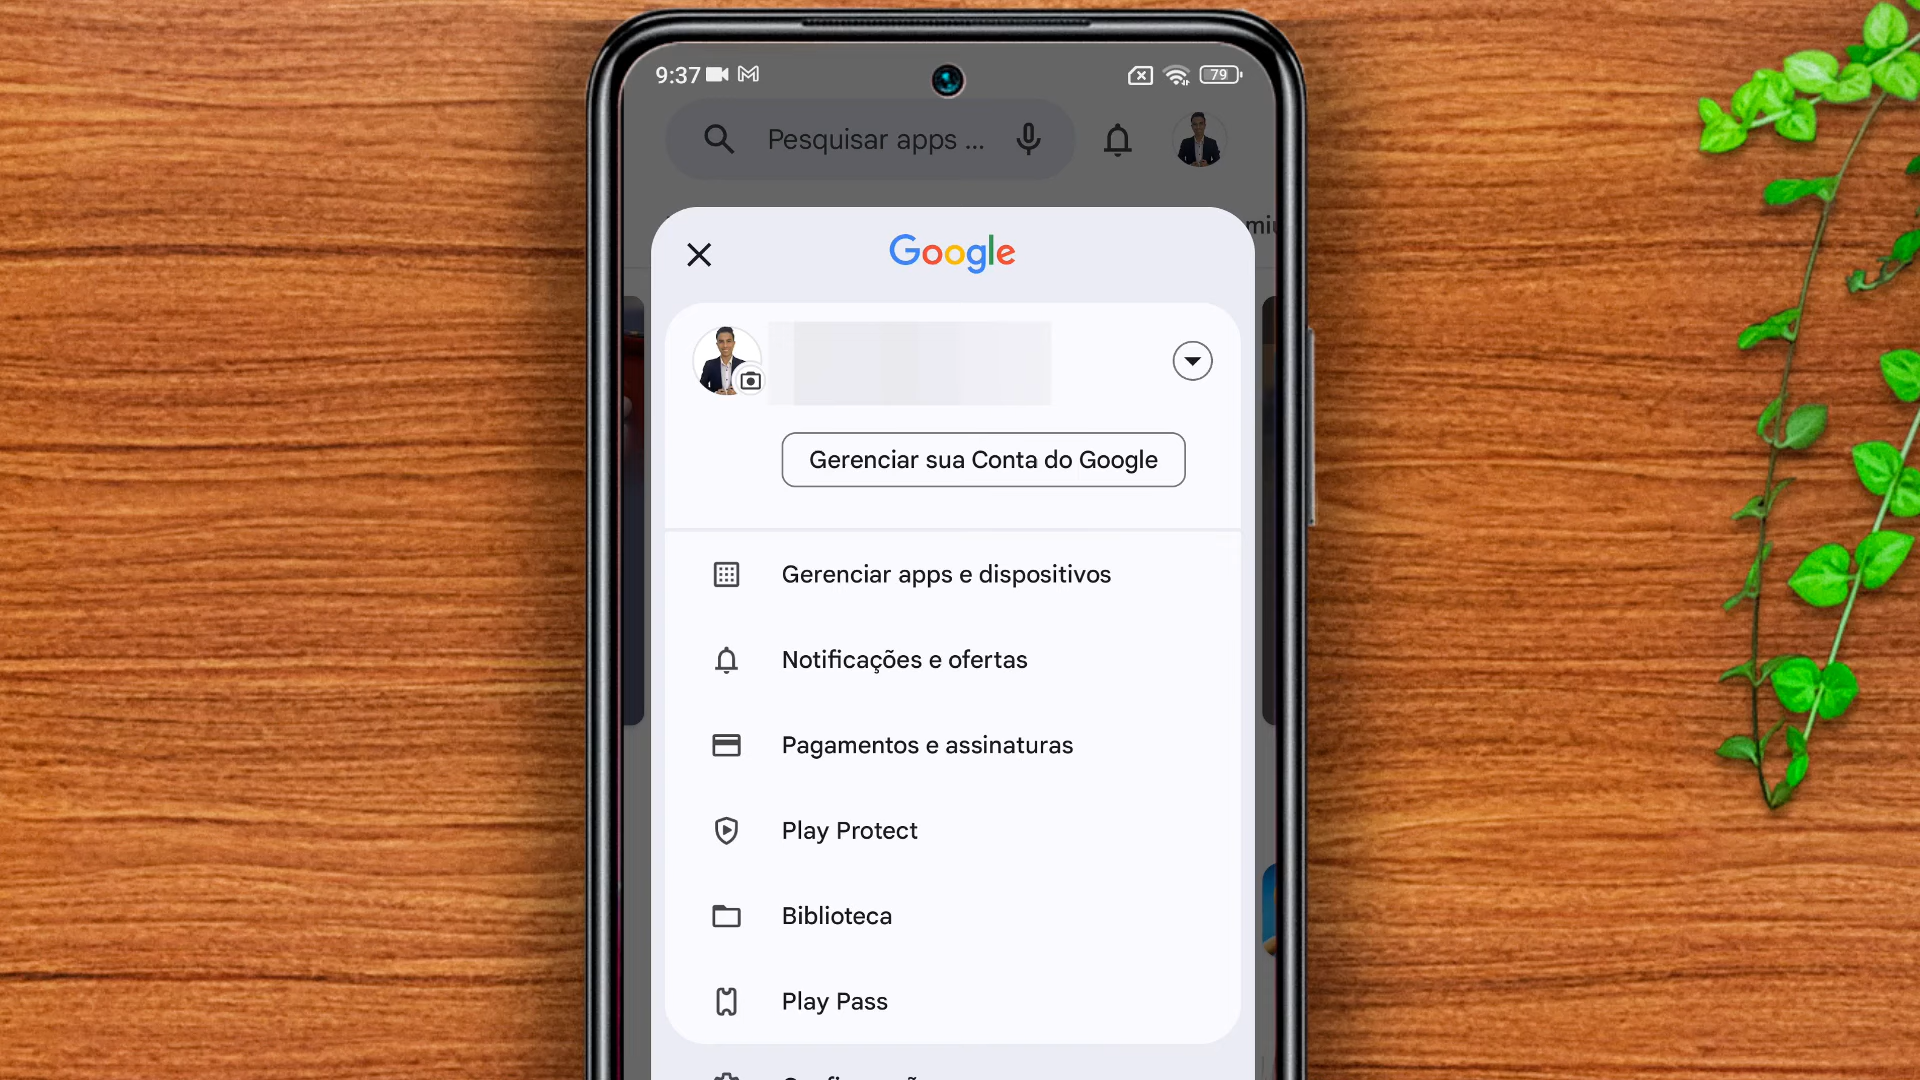 9:37
79
Pesquisar apps ...
Google
Gerenciar sua Conta do Google
Gerenciar apps e dispositivos
Notificações e ofertas
Pagamentos e assinaturas
Play Protect
Biblioteca
Play Pass